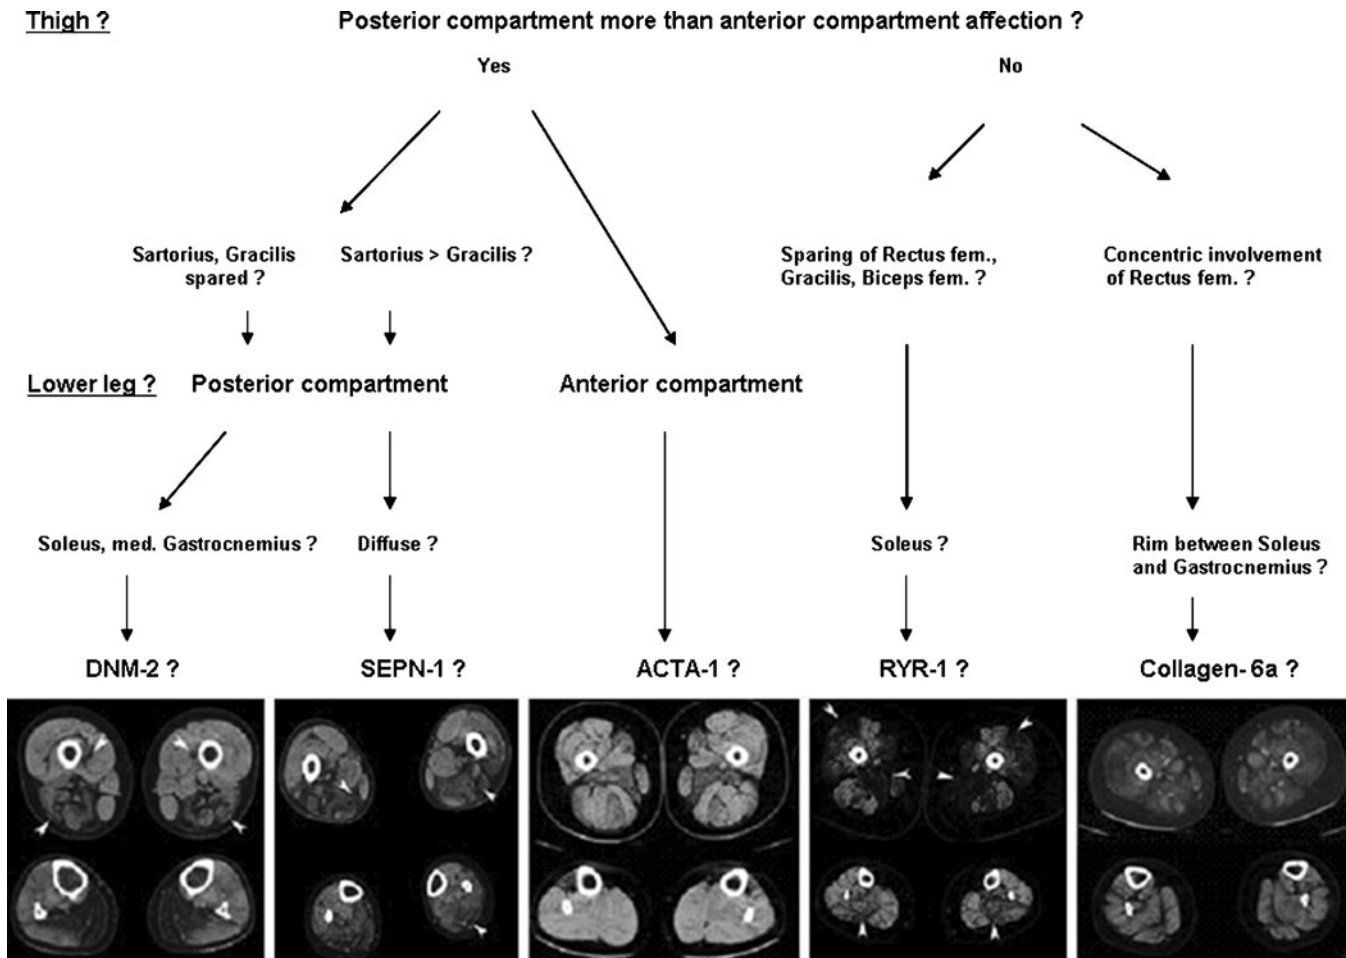 Thigh ? Posterior compartment more than anterior compartment affection ?
Yes No
Sartorius, Gracilis
spared ?
Sartorius > Gracilis ?
Sparing of Rectus fem.,
Gracilis, Biceps fem. ?
Concentric involvement
of Rectus fem. ?
Lower leg ? Posterior compartment Anterior compartment
Soleus, med. Gastrocnemius ?
Diffuse ?
Soleus ?
Rim between Soleus
and Gastrocnemius ?
DNM-2 ? SEPN-1 ? ACTA-1 ? RYR-1 ? Collagen- 6a ?